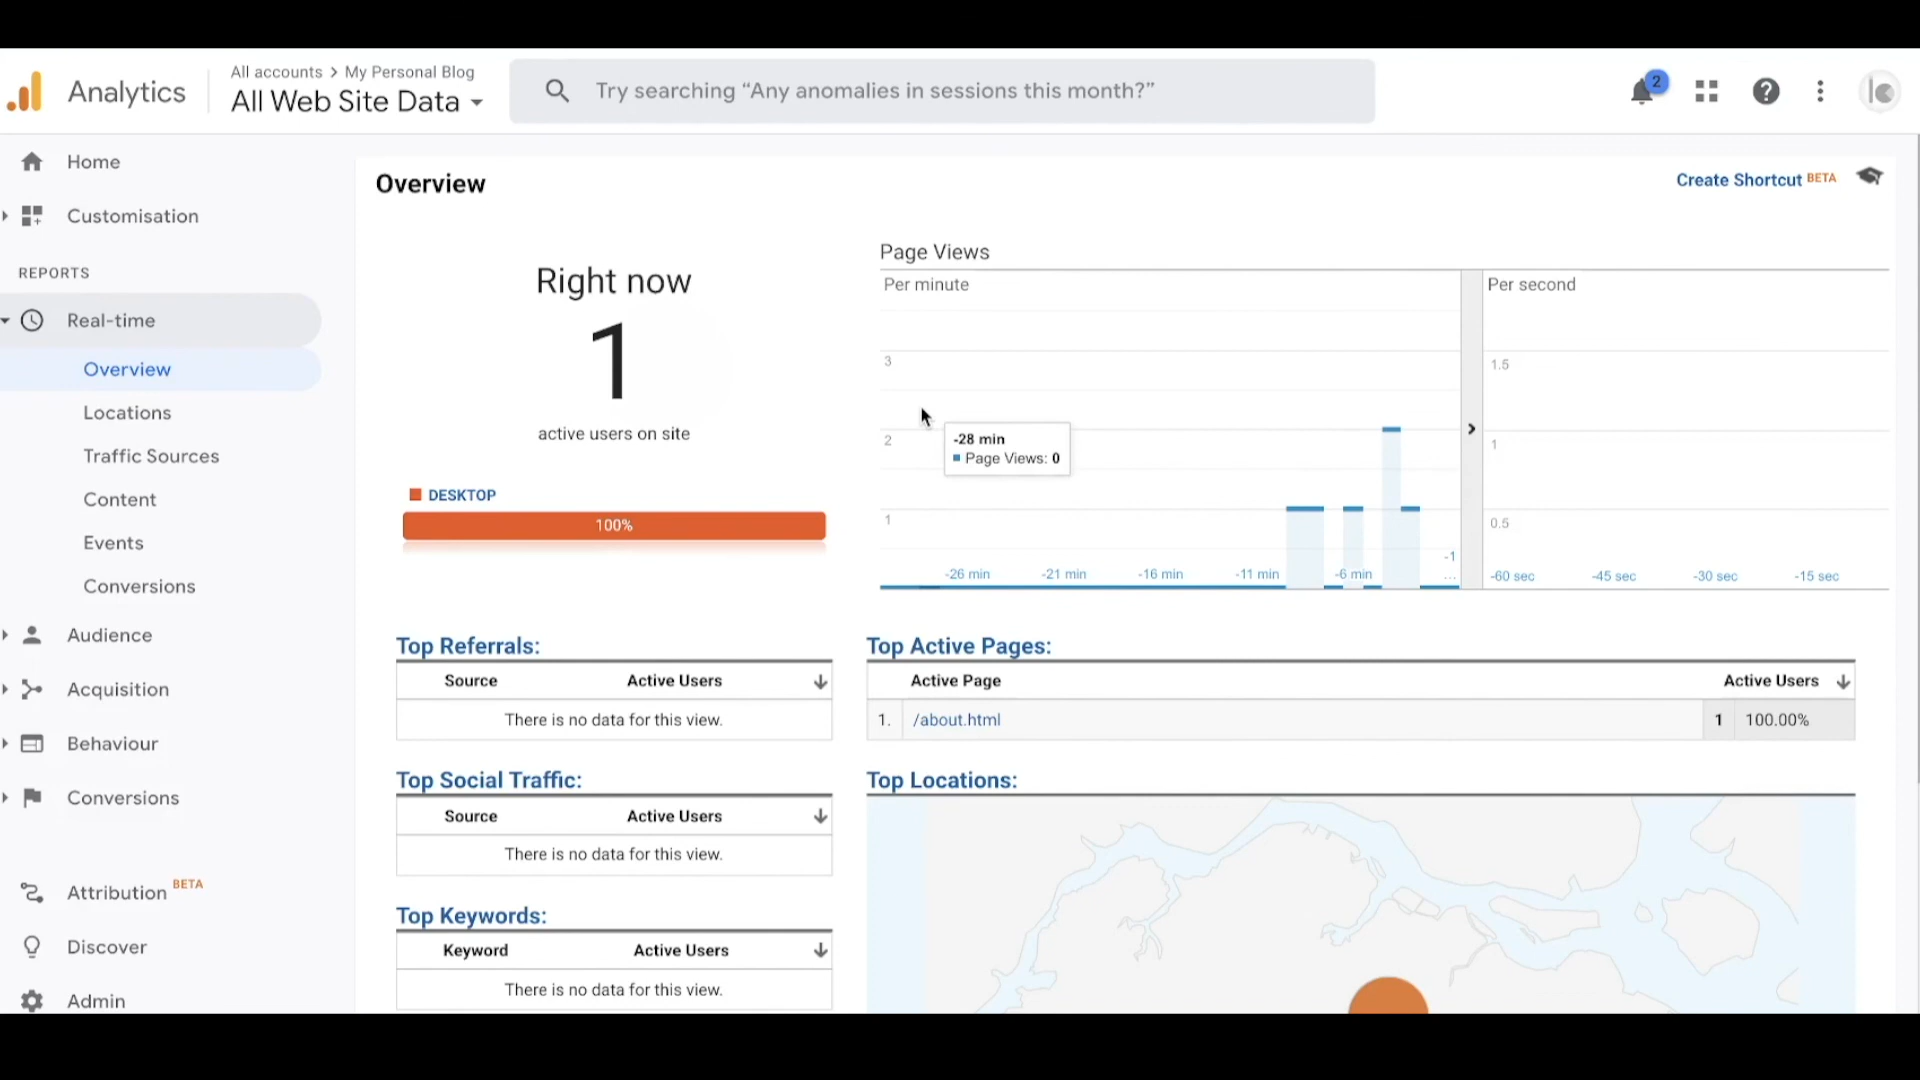 Analytics
All accounts > My Personal Blog
All Web Site Data
Try searching “Any anomalies in sessions this month?”
2
Home
Customisation
REPORTS
Real-time
Overview
Locations
Traffic Sources
Content
Events
Conversions
Audience
Acquisition
Behaviour
Conversions
Attribution BETA
Discover
Admin
Overview
Create Shortcut BETA
Right now
1
active users on site
DESKTOP
100%
Page Views
Per minute
3
2
1
-28 min
Page Views: 0
-26 min
-21 min
-16 min
-11 min
-6 min
-1
...
Per second
1.5
1
0.5
-60 sec
-45 sec
-30 sec
-15 sec
Top Referrals:
Source Active Users
There is no data for this view.
Top Active Pages:
Active Page Active Users
1. /about.html 1 100.00%
Top Social Traffic:
Source Active Users
There is no data for this view.
Top Keywords:
Keyword Active Users
There is no data for this view.
Top Locations: